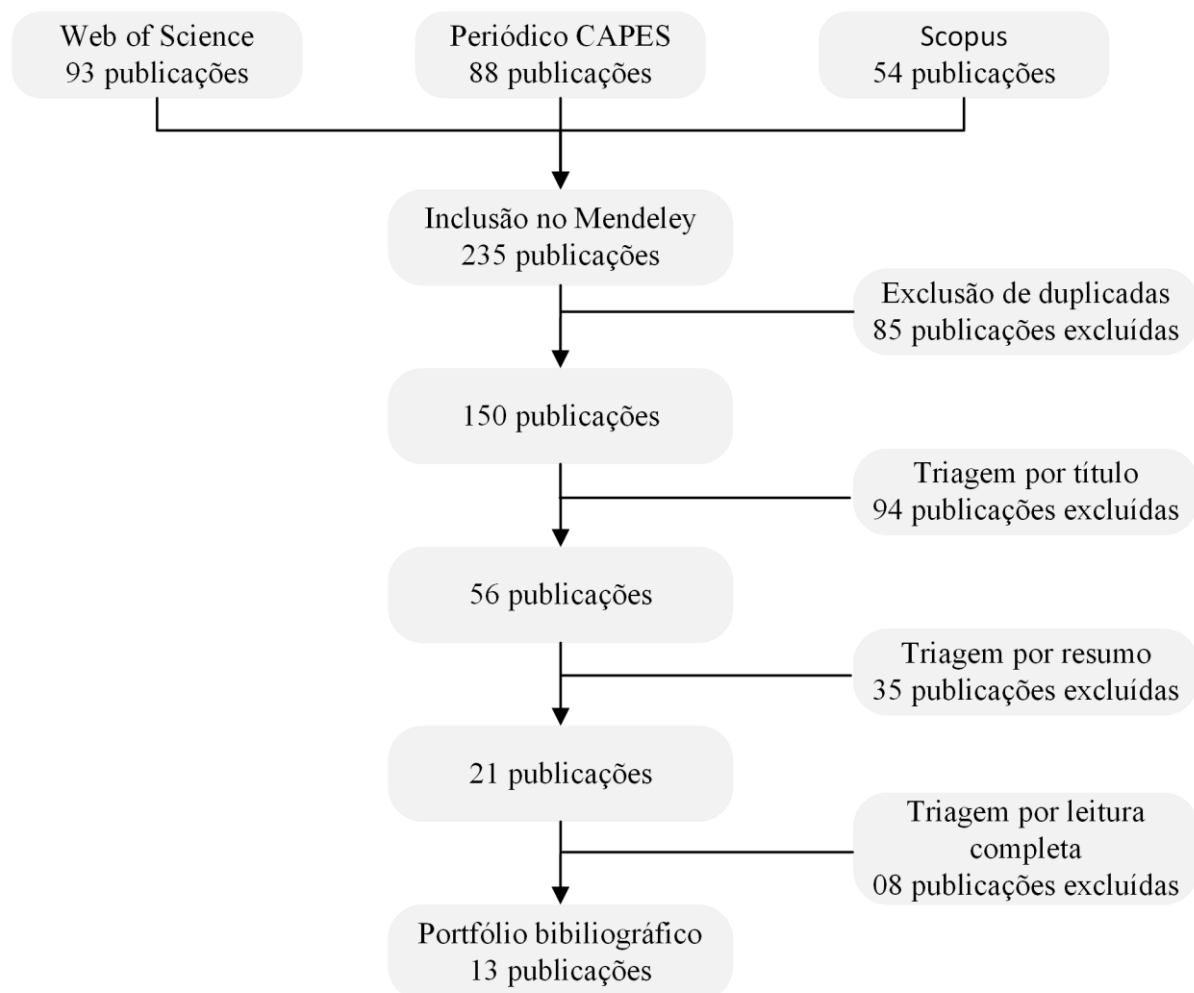 Web of Science
93 publicações
Periódico CAPES
88 publicações
Scopus
54 publicações
Inclusão no Mendeley
235 publicações
Exclusão de duplicadas
85 publicações excluídas
150 publicações
Triagem por título
94 publicações excluídas
56 publicações
Triagem por resumo
35 publicações excluídas
21 publicações
Triagem por leitura
completa
08 publicações excluídas
Portfólio bibiliográfico
13 publicações